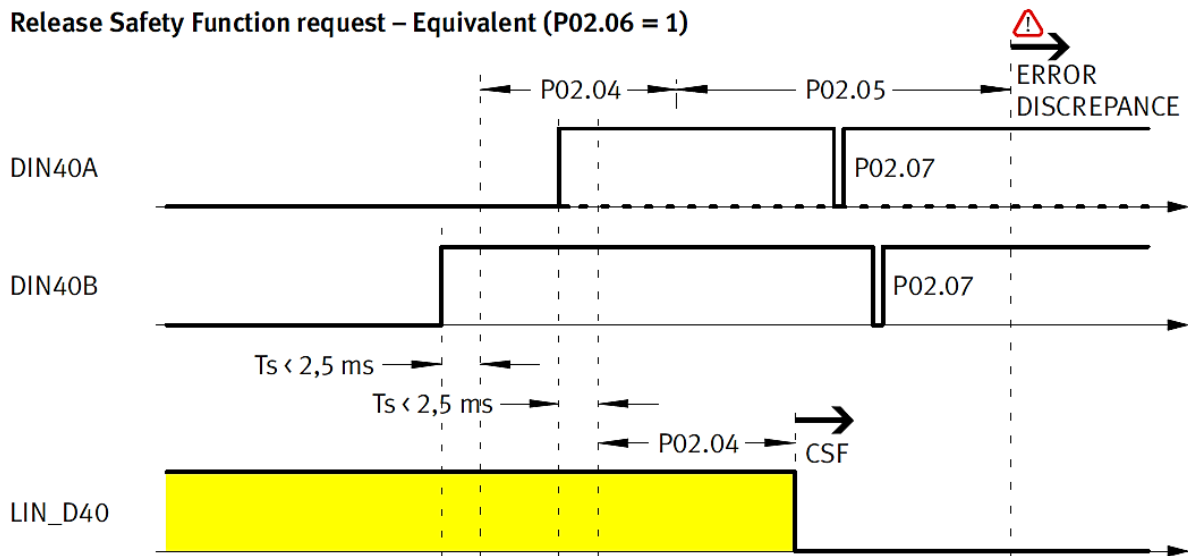 Release Safety Function request – Equivalent (P02.06 = 1)
P02.04
P02.05
ERROR
DISCREPANCE
DIN40A
P02.07
DIN40B
P02.07
Ts < 2,5 ms
Ts < 2,5 ms
P02.04
CSF
LIN_D40